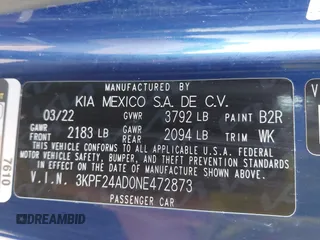 MANUFACTURED BY
KIA MEXICO S.A. DE C.V.
03/22 GVWR 3792 LB PAINT B2R
GAWR FRONT 2183 LB GAWR REAR 2094 LB TRIM WK
THIS VEHICLE CONFORMS TO ALL APPLICABLE U.S.A. FEDERAL MOTOR
VEHICLE SAFETY, BUMPER, AND THEFT PREVENTION STANDARDS IN
EFFECT ON THE DATE OF MANUFACTURE SHOWN ABOVE.
V.I.N. 3KPF24AD0NE472873
PASSENGER CAR
7610
DREAMBID